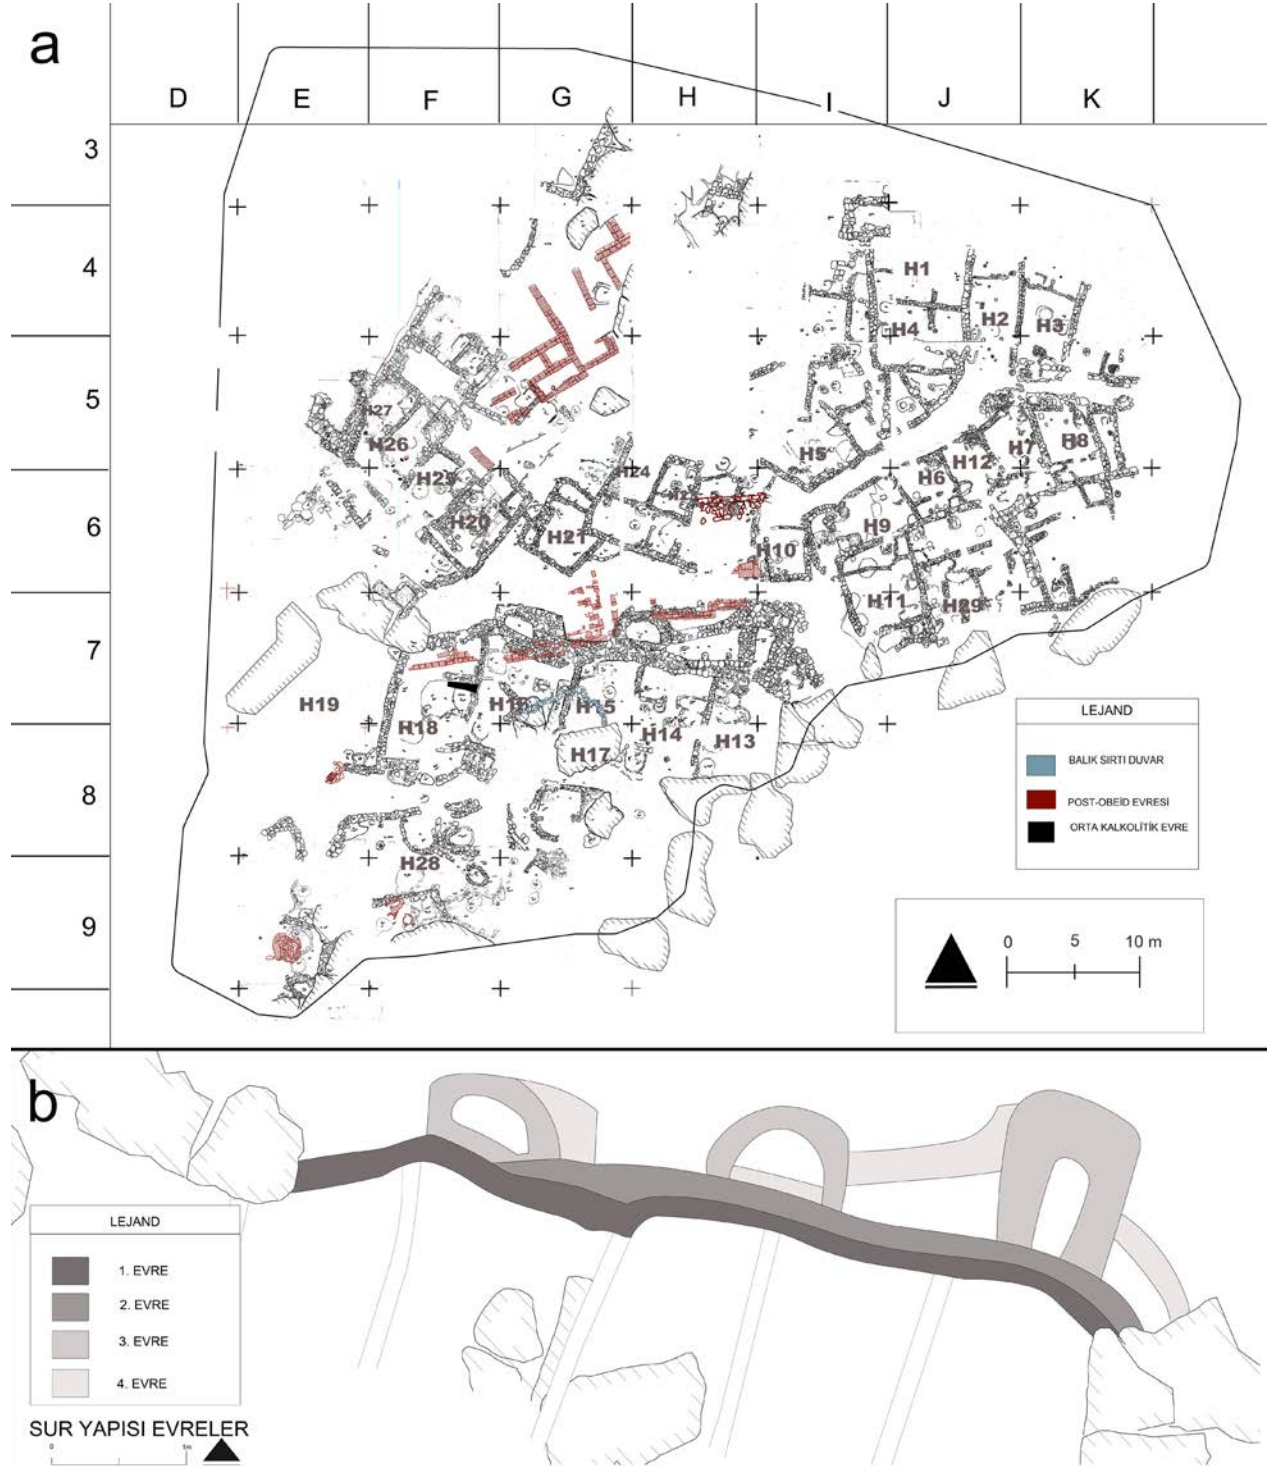 a
D E F G H I J K
3
4
5
6
7
8
9
H1
H2
H3
H4
H27
H26
H25
H24
H5
H7
H8
H12
H6
H20
H21
H9
H10
H11
H29
H19
H18
H16
H15
H14
H13
H17
H28
LEJAND
BALIK SIRTI DUVAR
POST-OBEİD EVRESİ
ORTA KALKOLİTİK EVRE
0 5 10 m
b
LEJAND
1. EVRE
2. EVRE
3. EVRE
4. EVRE
SUR YAPISI EVRELER
0 5m